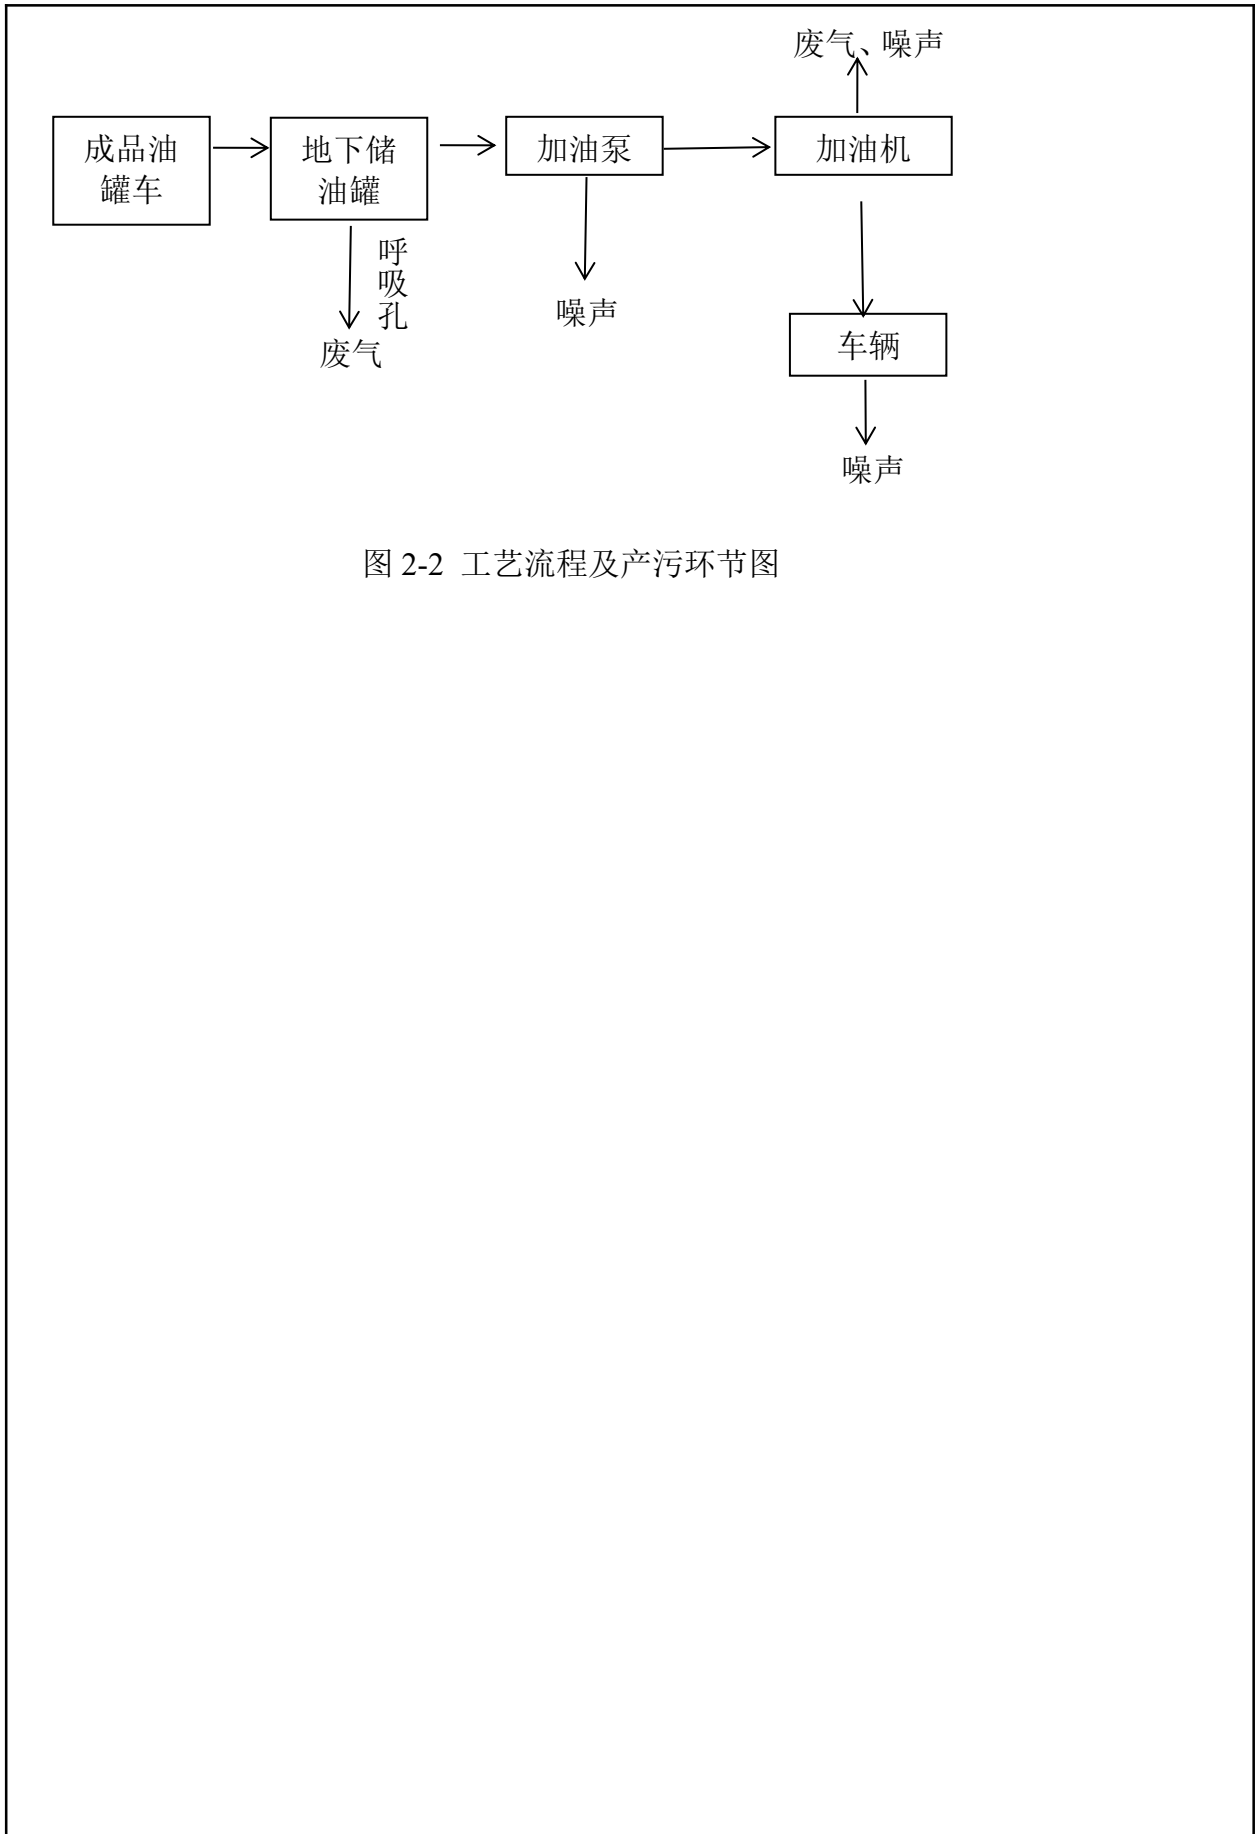 废气、噪声
成品油
罐车
地下储
油罐
加油泵
加油机
呼
吸
孔
废气
噪声
车辆
噪声
图 2-2 工艺流程及产污环节图